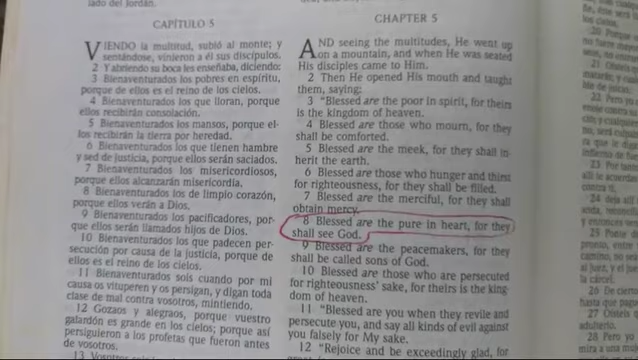 lado del Jordán.
CAPÍTULO 5
VIENDO la multitud, subió al monte; y
sentándose, vinieron a él sus discípulos.
2 Y abriendo su boca les enseñaba, diciendo:
3 Bienaventurados los pobres en espíritu,
porque de ellos es el reino de los cielos.
4 Bienaventurados los que lloran, porque
ellos recibirán consolación.
5 Bienaventurados los mansos, porque el-
los recibirán la tierra por heredad.
6 Bienaventurados los que tienen hambre
y sed de justicia, porque ellos serán saciados.
7 Bienaventurados los misericordiosos,
porque ellos alcanzarán misericordia.
8 Bienaventurados los de limpio corazón,
porque ellos verán a Dios.
9 Bienaventurados los pacificadores, por-
que ellos serán llamados hijos de Dios.
10 Bienaventurados los que padecen per-
secución por causa de la justicia, porque de
ellos es el reino de los cielos.
11 Bienaventurados sois cuando por mi
causa os vituperen y os persigan, y digan toda
clase de mal contra vosotros, mintiendo.
12 Gozaos y alegraos, porque vuestro
galardón es grande en los cielos; porque así
persiguieron a los profetas que fueron antes
de vosotros.
13 Vosotros
CHAPTER 5
AND seeing the multitudes, He went up
on a mountain, and when He was seated
His disciples came to Him.
2 Then He opened His mouth and taught
them, saying:
3 "Blessed are the poor in spirit, for theirs
is the kingdom of heaven.
4 Blessed are those who mourn, for they
shall be comforted.
5 Blessed are the meek, for they shall in-
herit the earth.
6 Blessed are those who hunger and thirst
for righteousness, for they shall be filled.
7 Blessed are the merciful, for they shall
obtain mercy.
8 Blessed are the pure in heart, for they
shall see God.
9 Blessed are the peacemakers, for they
shall be called sons of God.
10 Blessed are those who are persecuted
for righteousness' sake, for theirs is the king-
dom of heaven.
11 "Blessed are you when they revile and
persecute you, and say all kinds of evil against
you falsely for My sake.
12 "Rejoice and be exceedingly glad, for